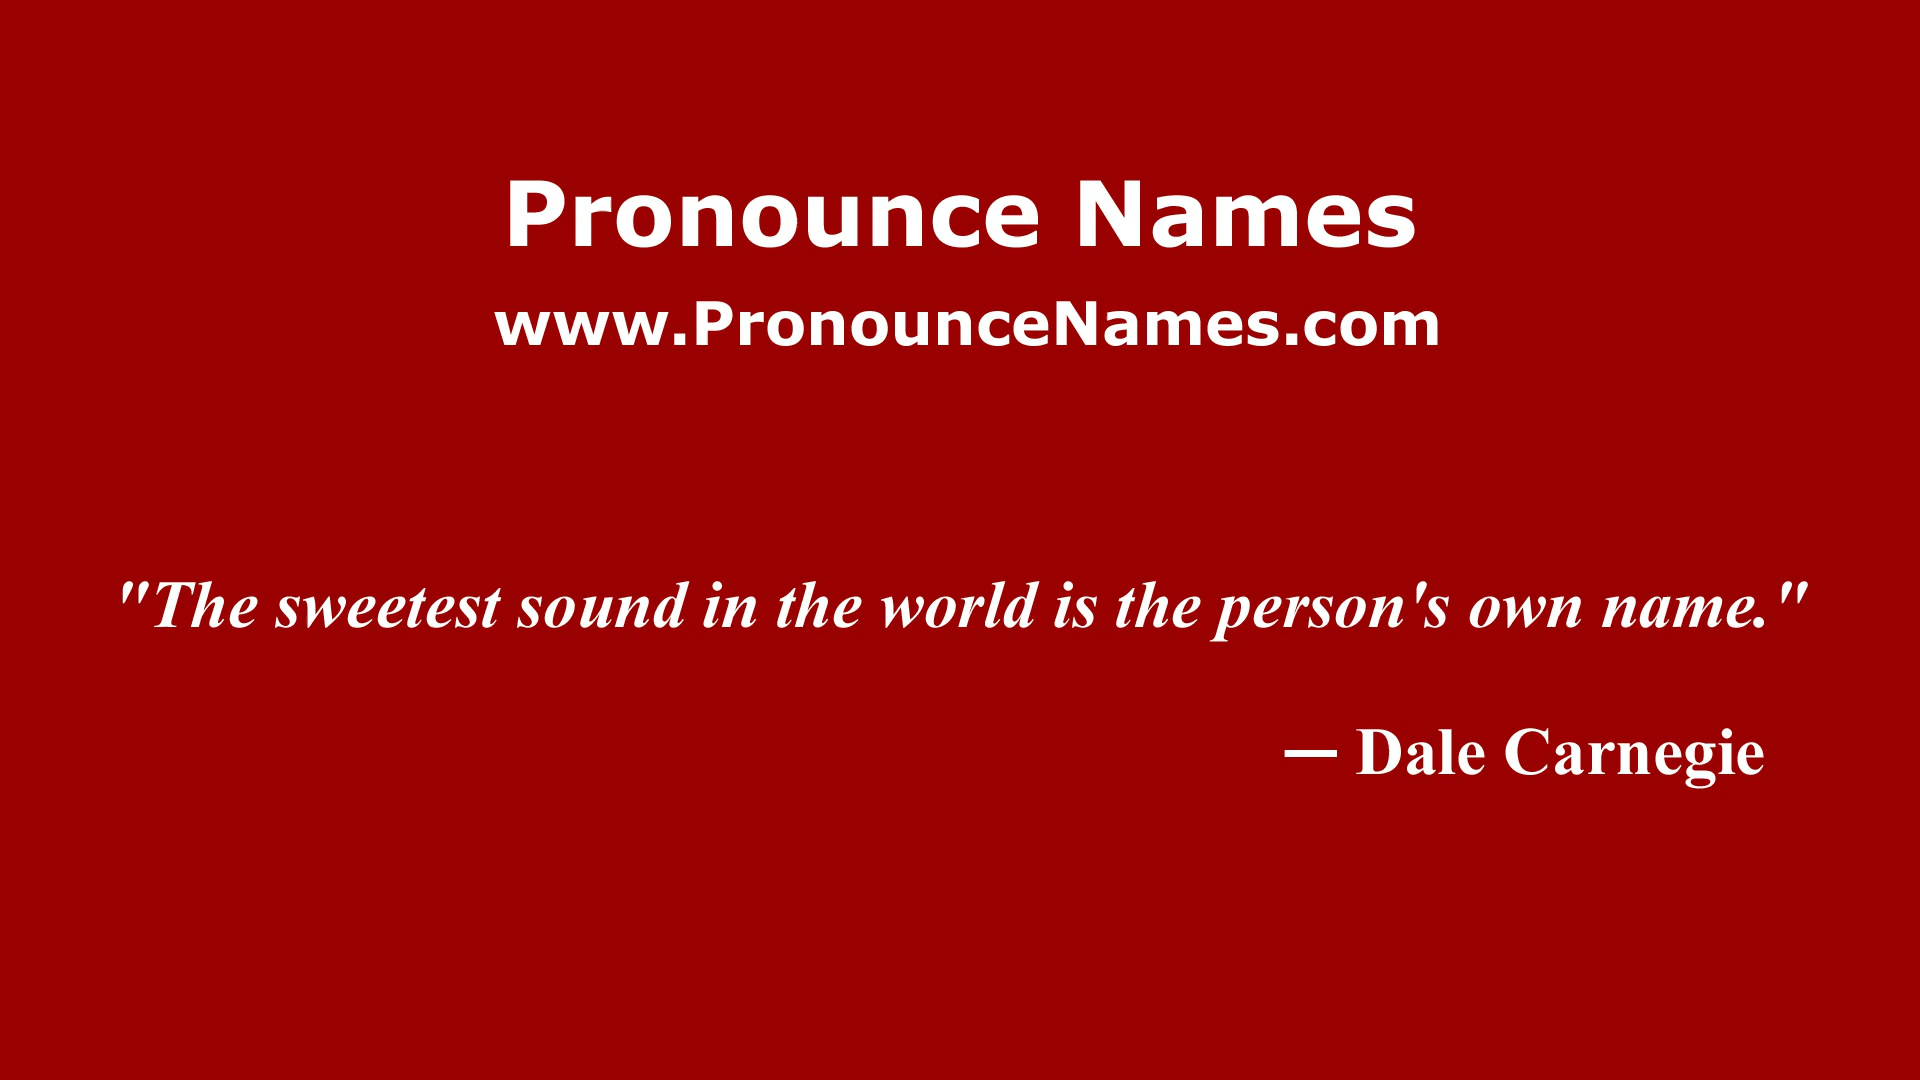 Pronounce Names
www.PronounceNames.com
"The sweetest sound in the world is the person's own name."
— Dale Carnegie